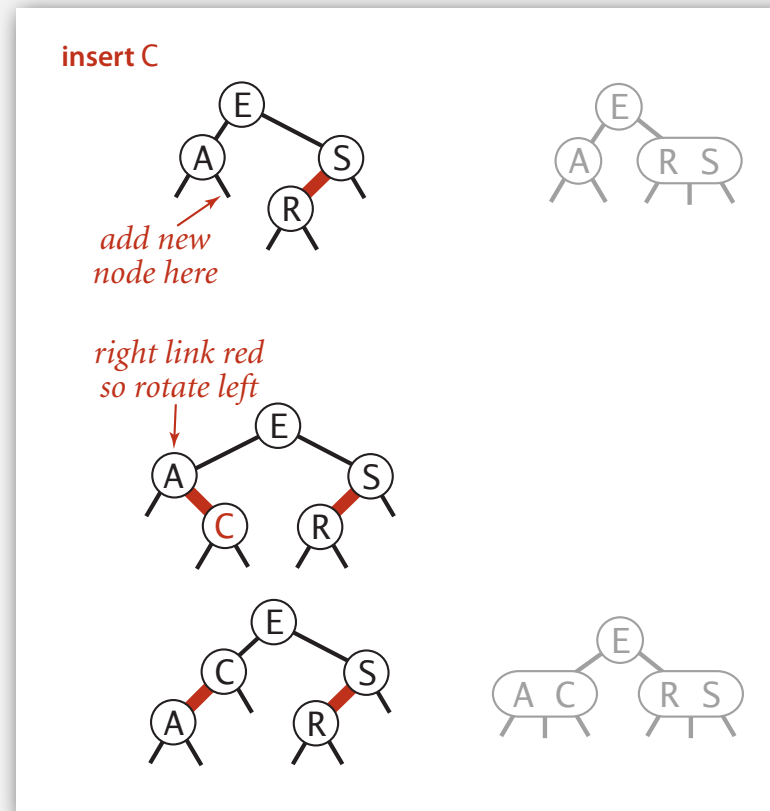 insert C
E
E
A
S
A
R S
R
add new
node here
right link red
so rotate left
E
A
S
C
R
E
E
C
S
A C
R S
A
R